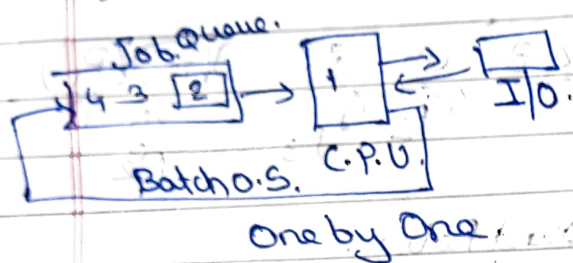 Job Queue.
4 3 2
1
I/O.
C.P.U.
Batch O.S.
One by One.